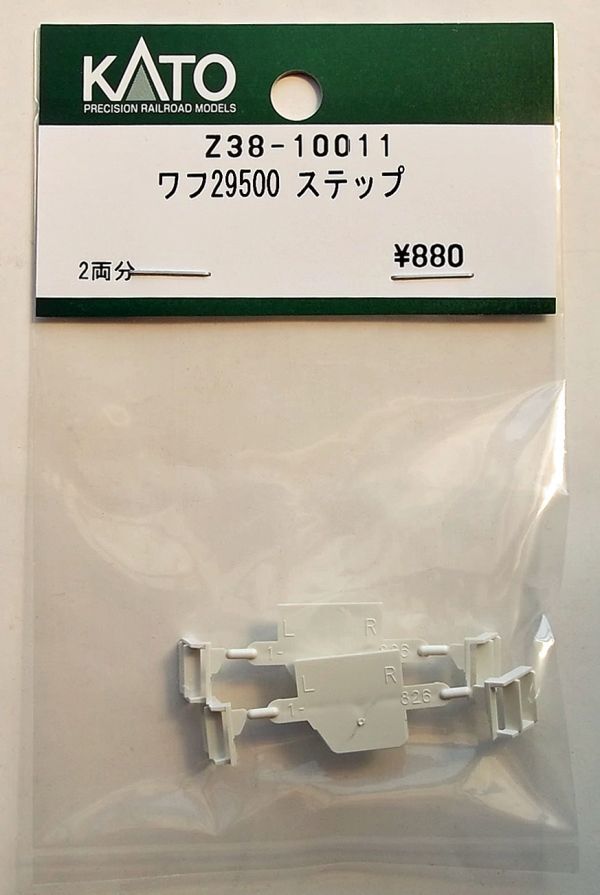 KATO
PRECISION RAILROAD MODELS
Z38-10011
ワフ29500 ステップ
2両分
¥880
L R
1-
L R
1- 826